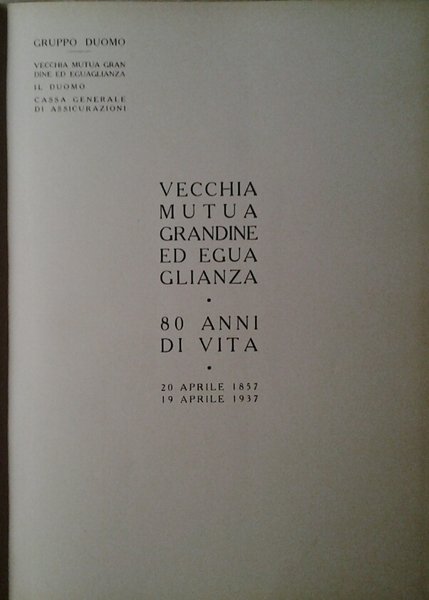 GRUPPO DUOMO
VECCHIA MUTUA GRAN
DINE ED EGUAGLIANZA
IL DUOMO
CASSA GENERALE
DI ASSICURAZIONI
VECCHIA
MUTUA
GRANDINE
ED EGUA
GLIANZA
•
80 ANNI
DI VITA
•
20 APRILE 1857
19 APRILE 1937